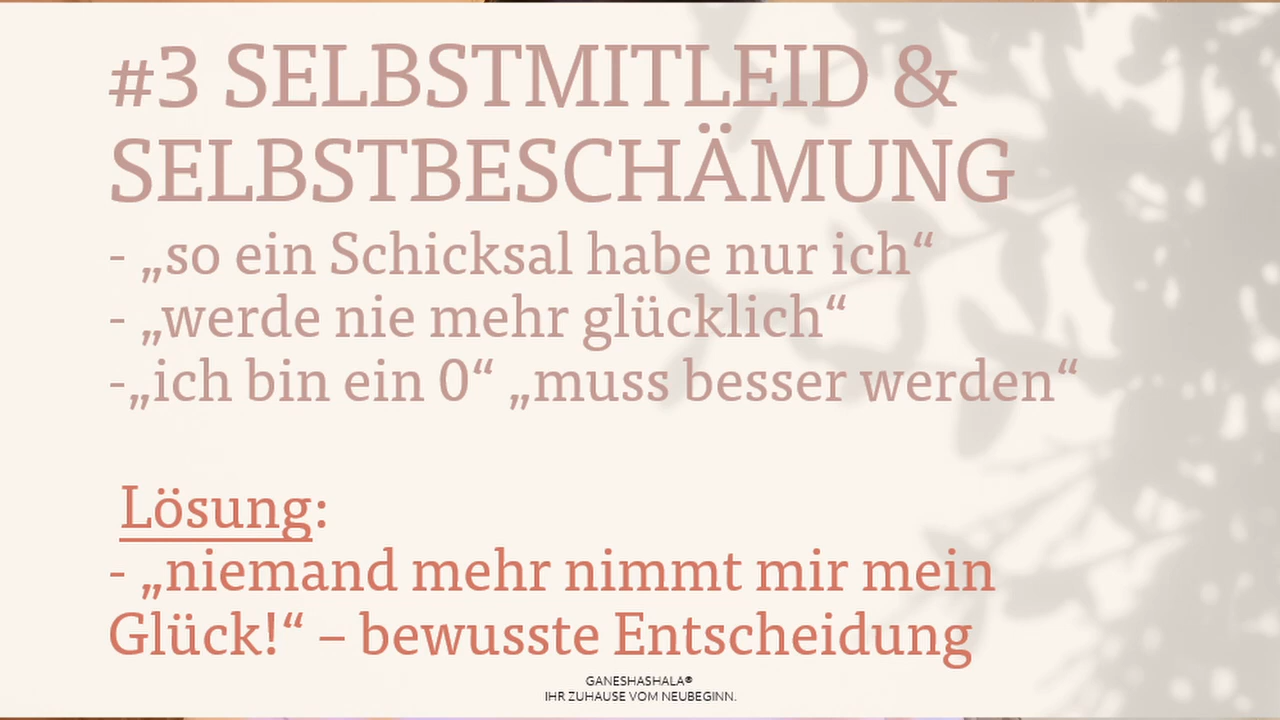 #3 SELBSTMITLEID &
SELBSTBESCHÄMUNG
- „so ein Schicksal habe nur ich“
- „werde nie mehr glücklich“
-„ich bin ein 0“ „muss besser werden“
Lösung:
- „niemand mehr nimmt mir mein
Glück!“ – bewusste Entscheidung
GANESHASHALA®
IHR ZUHAUSE VOM NEUBEGINN.